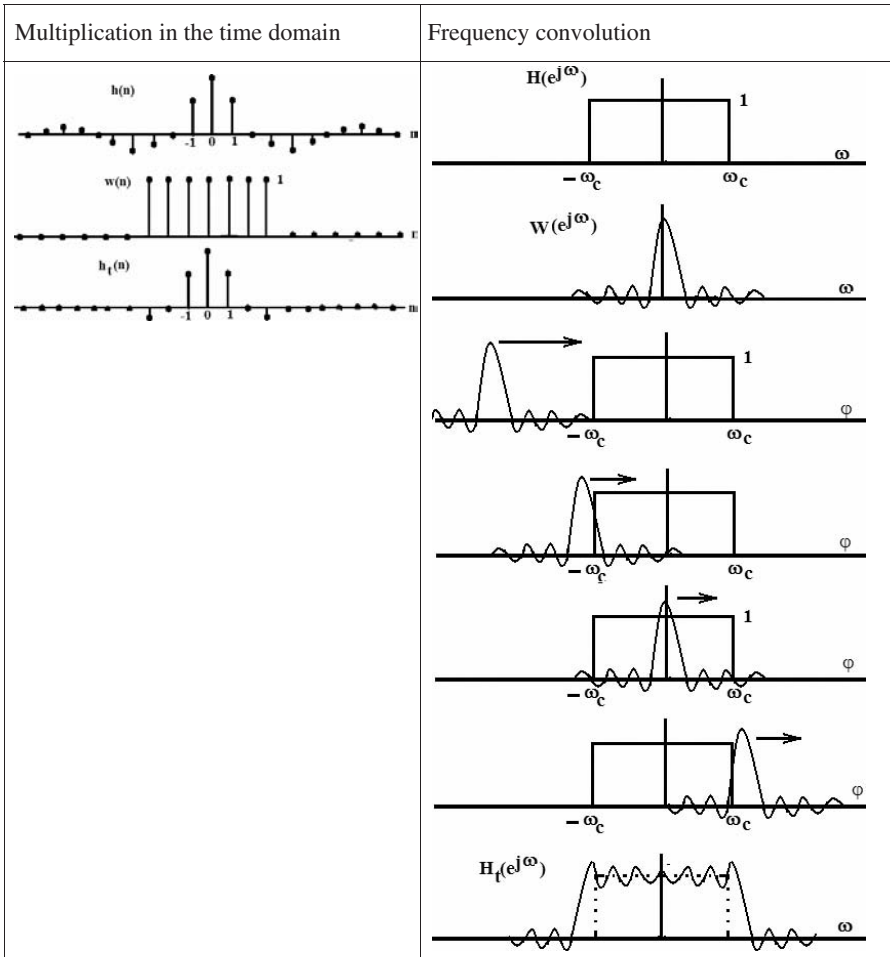 Multiplication in the time domain
Frequency convolution
h(n)
-1 0 1
n
w(n)
1
n
h_t(n)
-1 0 1
n
H(e^jω)
1
−ω_c ω_c ω
W(e^jω)
ω
1
−ω_c ω_c φ
−ω_c ω_c φ
1
−ω_c ω_c φ
−ω_c ω_c φ
H_t(e^jω)
ω